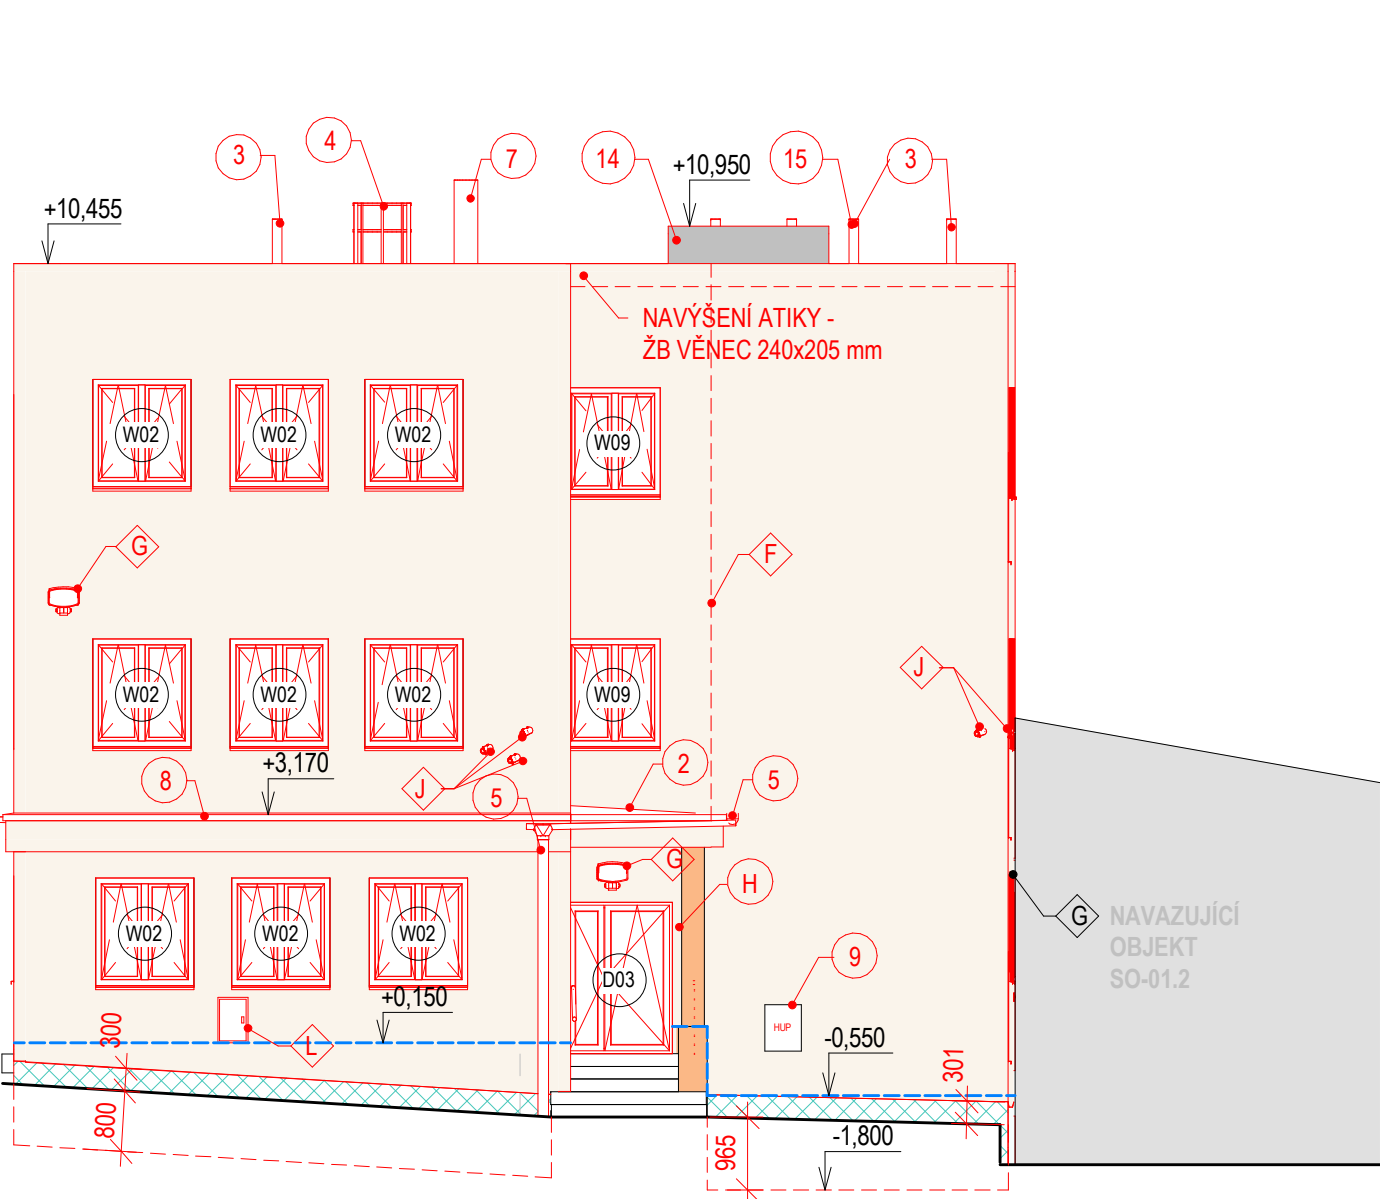 3
4
7
14
+10,950
15
3
+10,455
NAVÝŠENÍ ATIKY -
ŽB VĚNEC 240x205 mm
W02
W02
W02
W09
G
F
W02
W02
W02
W09
J
+3,170
8
J
5
2
5
G
H
W02
W02
W02
D03
G
NAVAZUJÍCÍ
OBJEKT
SO-01.2
9
HUP
+0,150
L
300
-0,550
301
800
965
-1,800